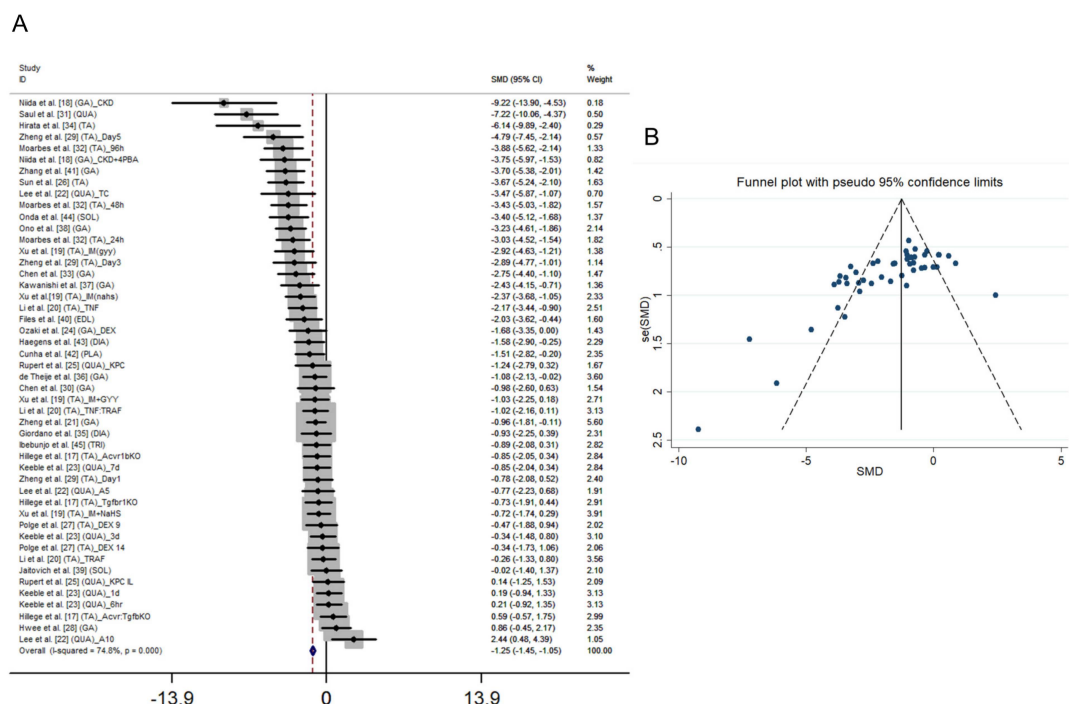 A
Study
ID SMD (95% CI) % Weight
Niida et al. [18] (GA)_CKD -9.22 (-13.90, -4.53) 0.18
Saul et al. [31] (QUA) -7.22 (-10.06, -4.37) 0.50
Hirata et al. [34] (TA) -6.14 (-9.89, -2.40) 0.29
Zheng et al. [29] (TA)_Day5 -4.79 (-7.45, -2.14) 0.57
Moarbes et al. [32] (TA)_96h -3.88 (-5.62, -2.14) 1.33
Niida et al. [18] (GA)_CKD+4PBA -3.75 (-5.97, -1.53) 0.82
Zhang et al. [41] (GA) -3.70 (-5.38, -2.01) 1.42
Sun et al. [26] (TA) -3.67 (-5.24, -2.10) 1.63
Lee et al. [22] (QUA)_TC -3.47 (-5.87, -1.07) 0.70
Moarbes et al. [32] (TA)_48h -3.43 (-5.03, -1.82) 1.57
Onda et al. [44] (SOL) -3.40 (-5.12, -1.68) 1.37
Ono et al. [38] (GA) -3.23 (-4.61, -1.86) 2.14
Moarbes et al. [32] (TA)_24h -3.03 (-4.52, -1.54) 1.82
Xu et al. [19] (TA)_IM(gyy) -2.92 (-4.63, -1.21) 1.38
Zheng et al. [29] (TA)_Day3 -2.89 (-4.77, -1.01) 1.14
Chen et al. [33] (GA) -2.75 (-4.40, -1.10) 1.47
Kawanishi et al. [37] (GA) -2.43 (-4.15, -0.71) 1.36
Xu et al.[19] (TA)_IM(nahs) -2.37 (-3.68, -1.05) 2.33
Li et al. [20] (TA)_TNF -2.17 (-3.44, -0.90) 2.51
Files et al. [40] (EDL) -2.03 (-3.62, -0.44) 1.60
Ozaki et al. [24] (GA)_DEX -1.68 (-3.35, 0.00) 1.43
Haegens et al. [43] (DIA) -1.58 (-2.90, -0.25) 2.29
Cunha et al. [42] (PLA) -1.51 (-2.82, -0.20) 2.35
Rupert et al. [25] (QUA)_KPC -1.24 (-2.79, 0.32) 1.67
de Theije et al. [36] (GA) -1.08 (-2.13, -0.02) 3.60
Chen et al. [30] (GA) -0.98 (-2.60, 0.63) 1.54
Xu et al. [19] (TA)_IM+GYY -1.03 (-2.25, 0.18) 2.71
Li et al. [20] (TA)_TNF:TRAF -1.02 (-2.16, 0.11) 3.13
Zheng et al. [21] (GA) -0.96 (-1.81, -0.11) 5.60
Giordano et al. [35] (DIA) -0.93 (-2.25, 0.39) 2.31
Ibebunjo et al. [45] (TRI) -0.89 (-2.08, 0.31) 2.82
Hillege et al. [17] (TA)_Acvr1bKO -0.85 (-2.05, 0.34) 2.84
Keeble et al. [23] (QUA)_7d -0.85 (-2.04, 0.34) 2.84
Zheng et al. [29] (TA)_Day1 -0.78 (-2.08, 0.52) 2.40
Lee et al. [22] (QUA)_A5 -0.77 (-2.23, 0.68) 1.91
Hillege et al. [17] (TA)_Tgfbr1KO -0.73 (-1.91, 0.44) 2.91
Xu et al. [19] (TA)_IM+NaHS -0.72 (-1.74, 0.29) 3.91
Polge et al. [27] (TA)_DEX 9 -0.47 (-1.88, 0.94) 2.02
Keeble et al. [23] (QUA)_3d -0.34 (-1.48, 0.80) 3.10
Polge et al. [27] (TA)_DEX 14 -0.34 (-1.73, 1.06) 2.06
Li et al. [20] (TA)_TRAF -0.26 (-1.33, 0.80) 3.56
Jaitovich et al. [39] (SOL) -0.02 (-1.40, 1.37) 2.10
Rupert et al. [25] (QUA)_KPC IL 0.14 (-1.25, 1.53) 2.09
Keeble et al. [23] (QUA)_1d 0.19 (-0.94, 1.33) 3.13
Keeble et al. [23] (QUA)_6hr 0.21 (-0.92, 1.35) 3.13
Hillege et al. [17] (TA)_Acvr:TgfbKO 0.59 (-0.57, 1.75) 2.99
Hwee et al. [28] (GA) 0.86 (-0.45, 2.17) 2.35
Lee et al. [22] (QUA)_A10 2.44 (0.48, 4.39) 1.05
Overall (I-squared = 74.8%, p = 0.000) -1.25 (-1.45, -1.05) 100.00
-13.9 0 13.9
B
Funnel plot with pseudo 95% confidence limits
0
.5
1
1.5
2
2.5
se(SMD)
-10 -5 0 5
SMD